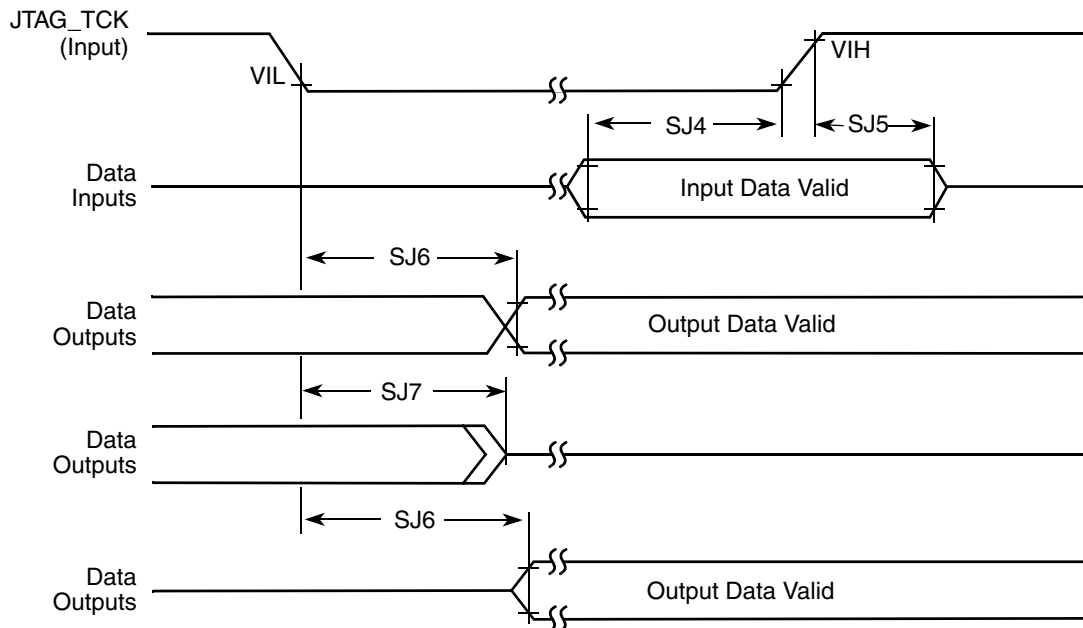 JTAG_TCK
(Input)
VIL
VIH
SJ4
SJ5
Data
Inputs
Input Data Valid
SJ6
Data
Outputs
Output Data Valid
SJ7
Data
Outputs
SJ6
Data
Outputs
Output Data Valid